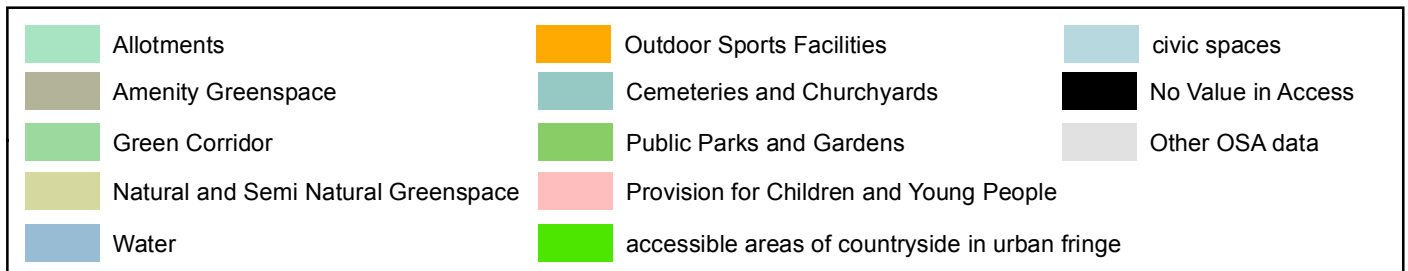 Allotments
Outdoor Sports Facilities
civic spaces
Amenity Greenspace
Cemeteries and Churchyards
No Value in Access
Green Corridor
Public Parks and Gardens
Other OSA data
Natural and Semi Natural Greenspace
Provision for Children and Young People
Water
accessible areas of countryside in urban fringe